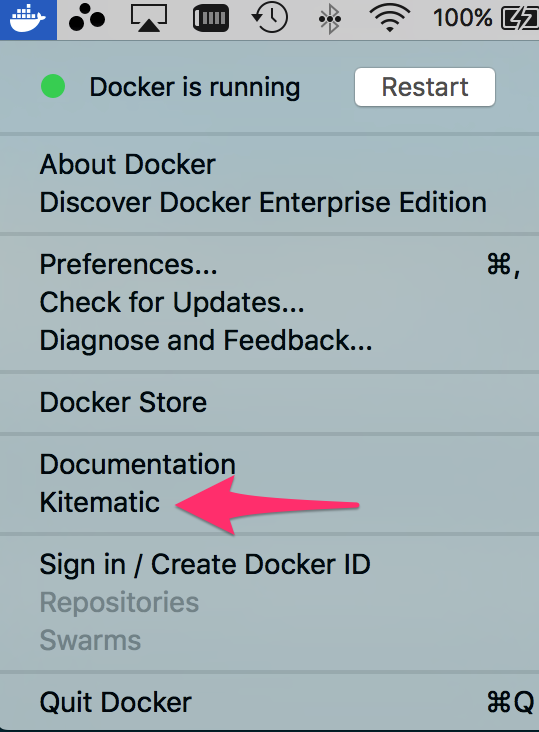 100%
Docker is running Restart
About Docker
Discover Docker Enterprise Edition
Preferences... ⌘,
Check for Updates...
Diagnose and Feedback...
Docker Store
Documentation
Kitematic
Sign in / Create Docker ID
Repositories
Swarms
Quit Docker ⌘Q